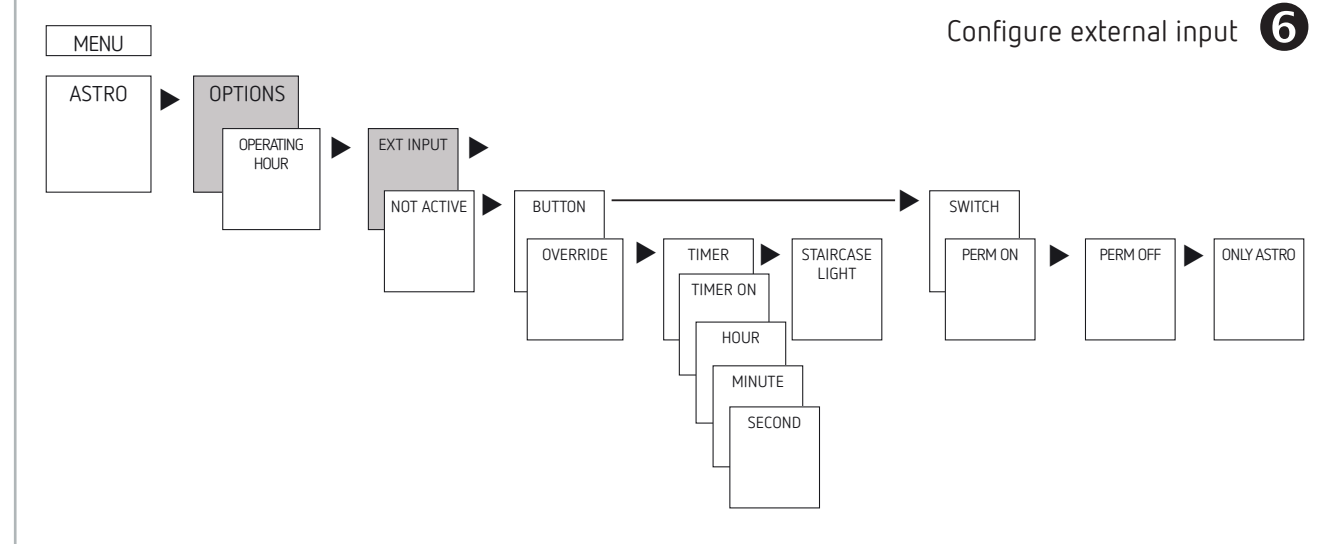 Configure external input 6
MENU
ASTRO
OPTIONS
OPERATING
HOUR
EXT INPUT
NOT ACTIVE
BUTTON
SWITCH
OVERRIDE
TIMER
STAIRCASE
LIGHT
PERM ON
PERM OFF
ONLY ASTRO
TIMER ON
HOUR
MINUTE
SECOND